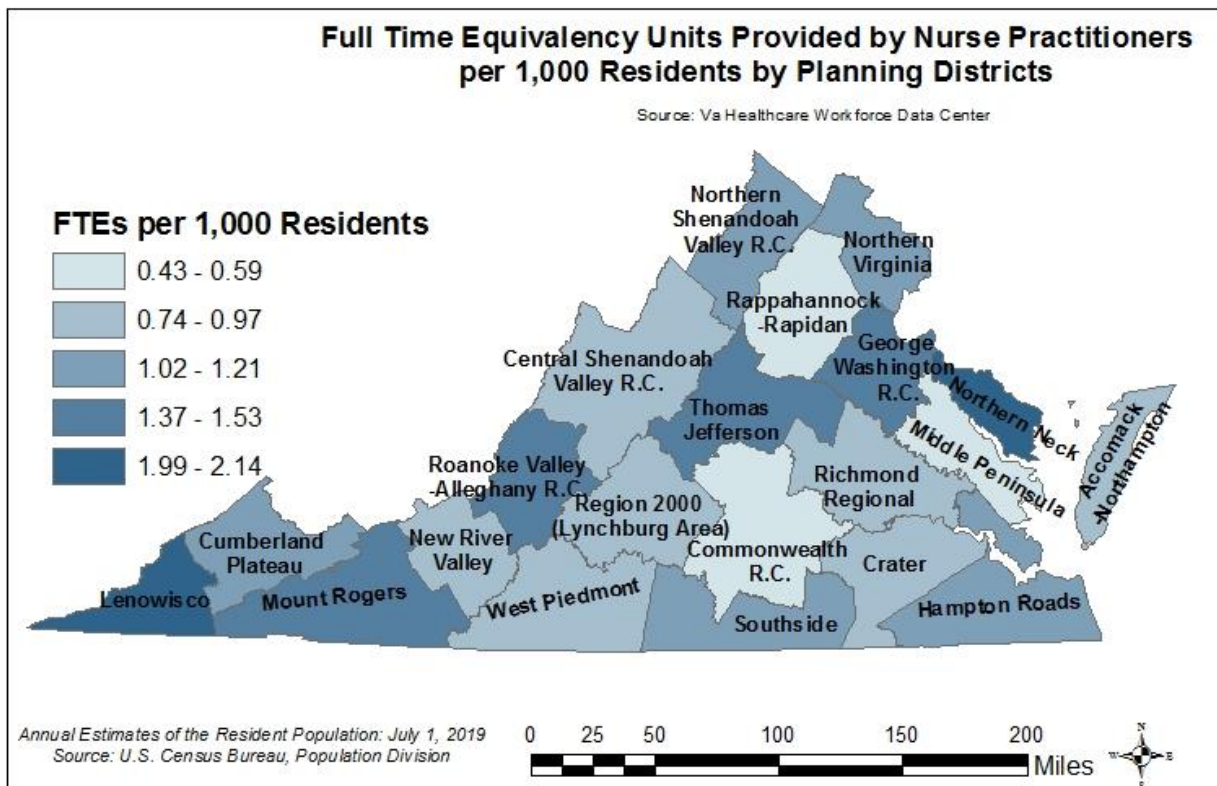 Full Time Equivalency Units Provided by Nurse Practitioners
per 1,000 Residents by Planning Districts
Source: Va Healthcare Workforce Data Center
FTEs per 1,000 Residents
0.43 - 0.59
0.74 - 0.97
1.02 - 1.21
1.37 - 1.53
1.99 - 2.14
Northern
Shenandoah
Valley R.C.
Northern
Virginia
Rappahannock
-Rapidan
Central Shenandoah
Valley R.C.
George
Washington
R.C.
Northern Neck
Thomas
Jefferson
Middle Peninsula
Accomack
-Northampton
Roanoke Valley
-Alleghany R.C.
Richmond
Regional
Region 2000
(Lynchburg Area)
Cumberland
Plateau
New River
Valley
Commonwealth
R.C.
Crater
Lenowisco
Mount Rogers
West Piedmont
Southside
Hampton Roads
Annual Estimates of the Resident Population: July 1, 2019
Source: U.S. Census Bureau, Population Division
0 25 50 100 150 200
Miles
N
W
E
S